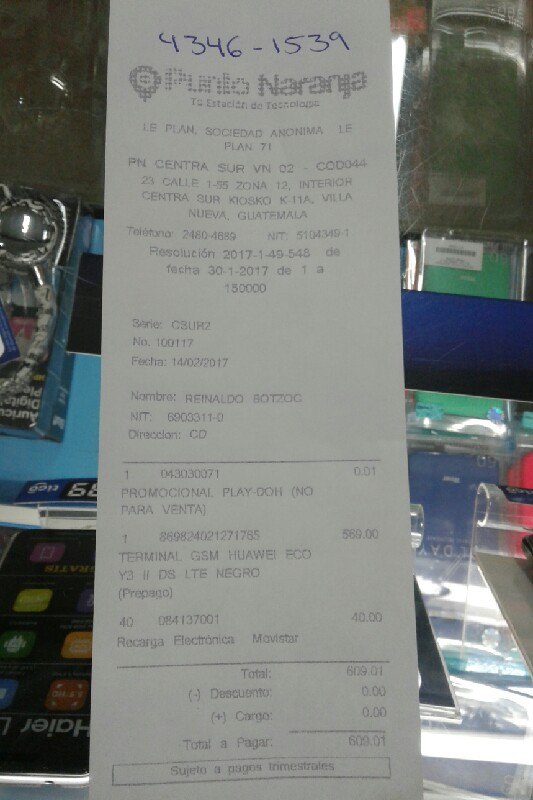 4346-1539
Punto Naranja
Tu Estación de Tecnología
LE PLAN, SOCIEDAD ANONIMA LE
PLAN 71
PN CENTRA SUR VN 02 - COD044
23 CALLE 1-55 ZONA 12, INTERIOR
CENTRA SUR KIOSKO K-11A, VILLA
NUEVA, GUATEMALA
Teléfono: 2480-4689 NIT: 5104349-1
Resolución 2017-1-49-548 de
fecha 30-1-2017 de 1 a
150000
Serie: CSUR2
No. 100117
Fecha: 14/02/2017
Nombre: REINALDO BOTZOC
NIT: 6903311-0
Direccion: CD
1 043030071 0.01
PROMOCIONAL PLAY-DOH (NO
PARA VENTA)
1 869824021271765 569.00
TERMINAL GSM HUAWEI ECO
Y3 II DS LTE NEGRO
(Prepago)
40 084137001 40.00
Recarga Electrónica Movistar
Total: 609.01
(-) Descuento: 0.00
(+) Cargo: 0.00
Total a Pagar: 609.01
Sujeto a pagos trimestrales
tigo
Haier